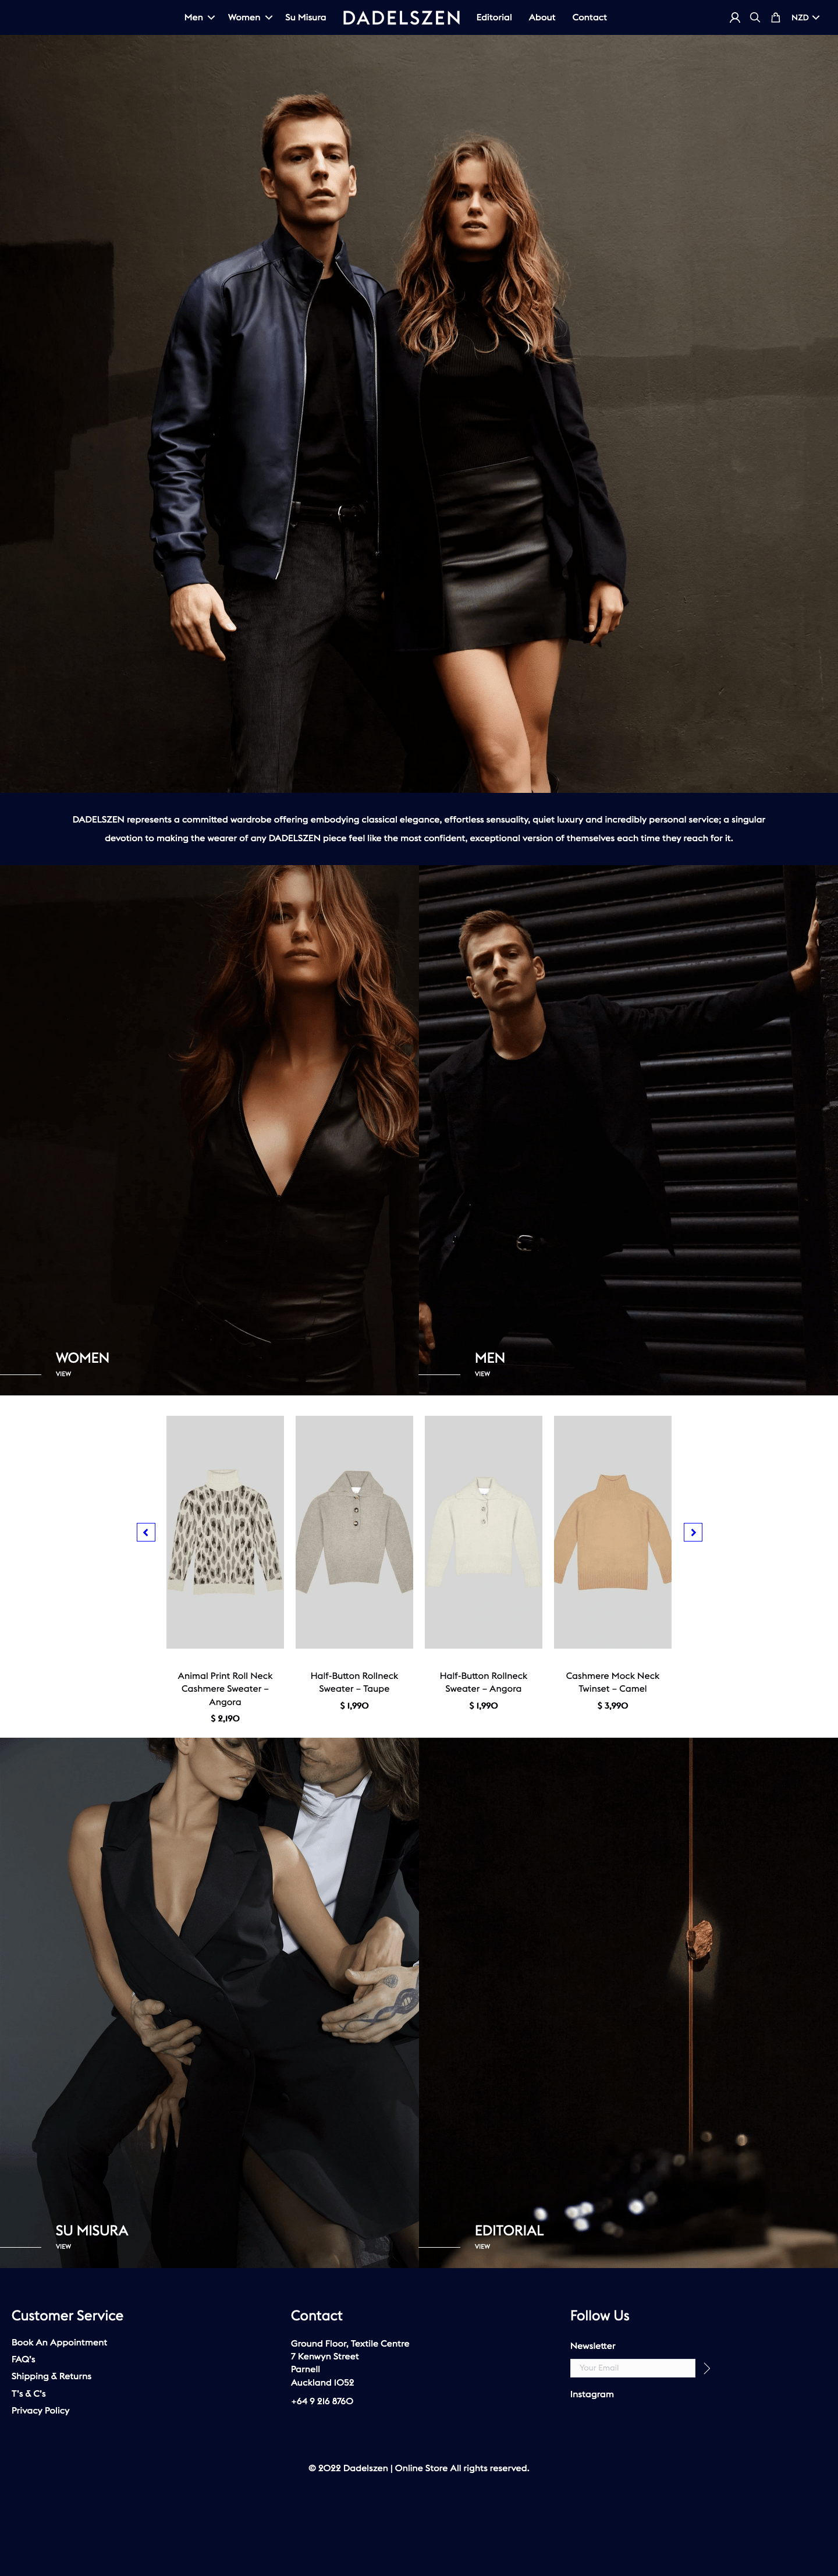 Men Women Su Misura DADELSZEN Editorial About Contact NZD
DADELSZEN represents a committed wardrobe offering embodying classical elegance, effortless sensuality, quiet luxury and incredibly personal service; a singular
devotion to making the wearer of any DADELSZEN piece feel like the most confident, exceptional version of themselves each time they reach for it.
WOMEN
VIEW
MEN
VIEW
Animal Print Roll Neck
Cashmere Sweater –
Angora
$ 2,190
Half-Button Rollneck
Sweater – Taupe
$ 1,990
Half-Button Rollneck
Sweater – Angora
$ 1,990
Cashmere Mock Neck
Twinset – Camel
$ 3,990
SU MISURA
VIEW
EDITORIAL
VIEW
Customer Service
Book An Appointment
FAQ's
Shipping & Returns
T's & C's
Privacy Policy
Contact
Ground Floor, Textile Centre
7 Kenwyn Street
Parnell
Auckland 1052
+64 9 216 8760
Follow Us
Newsletter
Your Email
Instagram
© 2022 Dadelszen | Online Store All rights reserved.